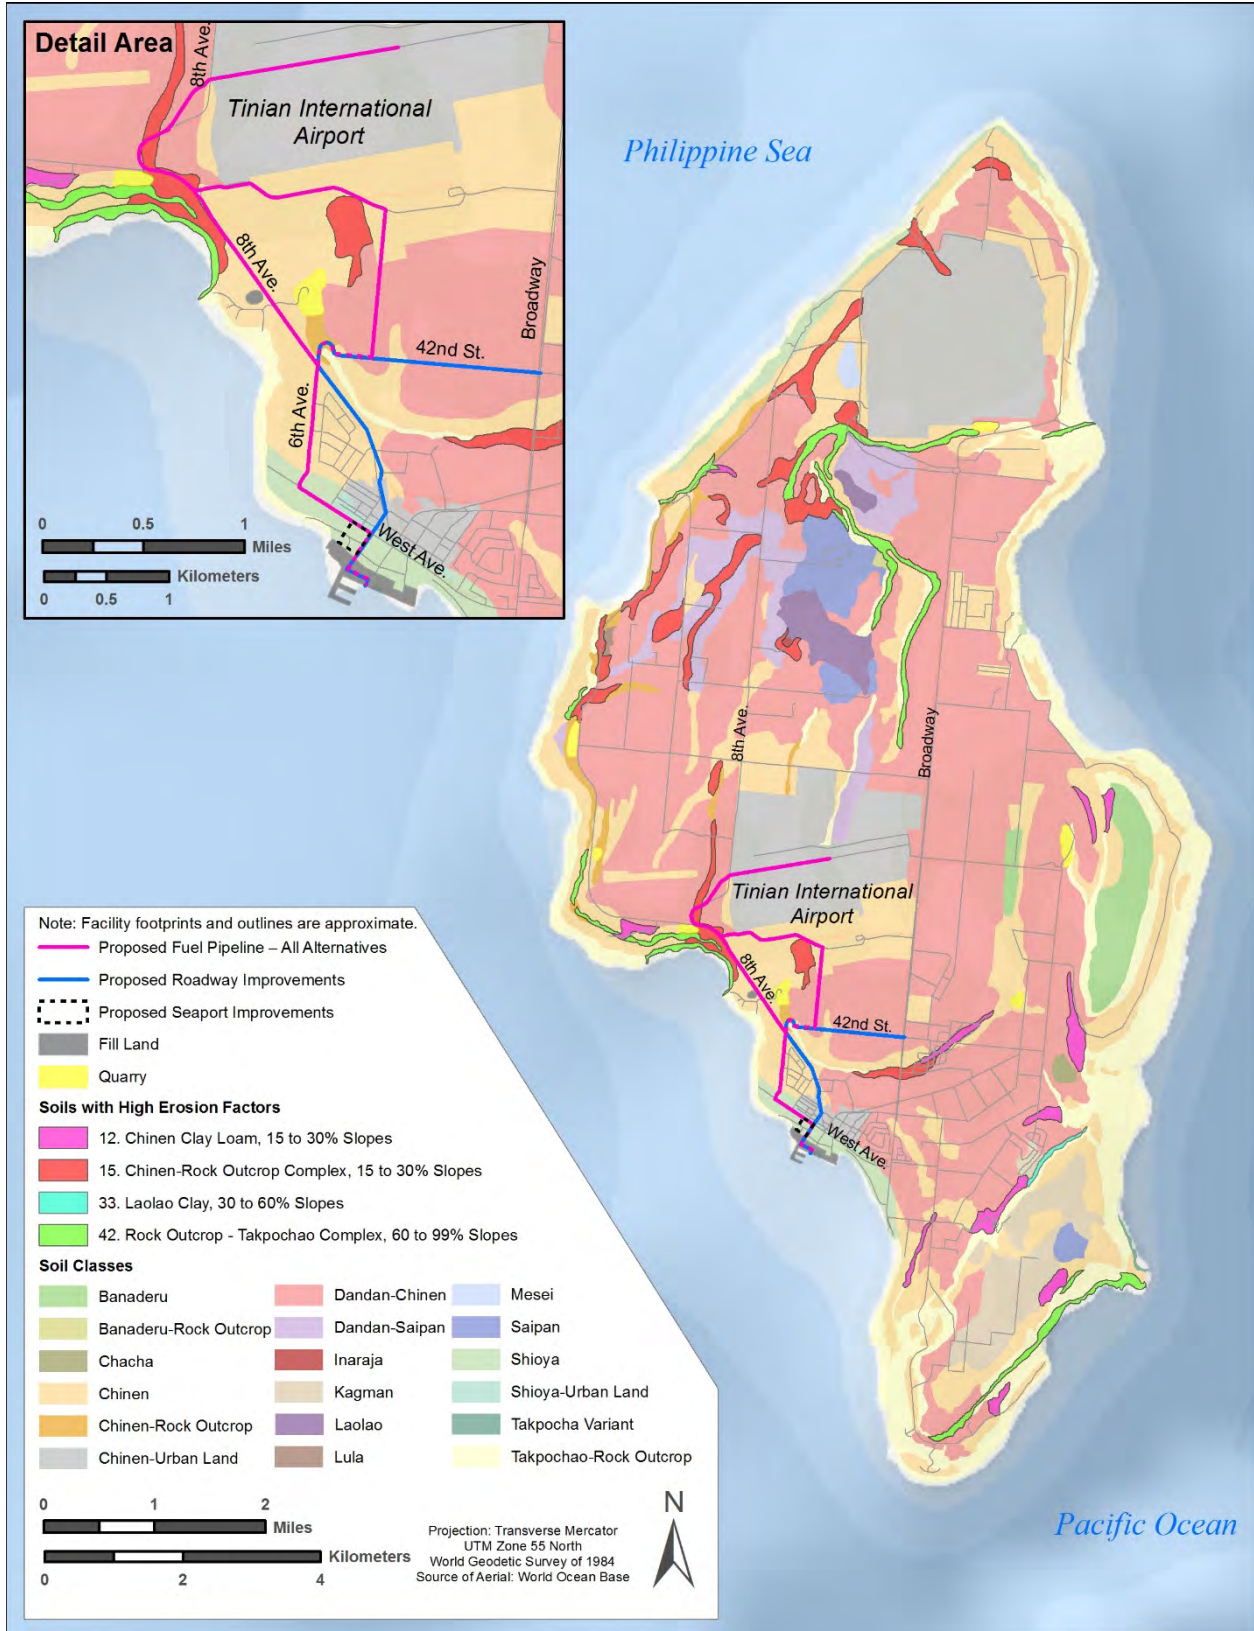 Detail Area
8th Ave.
Tinian International
Airport
8th Ave.
Broadway
42nd St.
6th Ave.
West Ave.
0 0.5 1
Miles
Kilometers
0 0.5 1
Philippine Sea
8th Ave.
Broadway
Tinian International
Airport
8th Ave.
42nd St.
West Ave.
Pacific Ocean
Note: Facility footprints and outlines are approximate.
Proposed Fuel Pipeline – All Alternatives
Proposed Roadway Improvements
Proposed Seaport Improvements
Fill Land
Quarry
Soils with High Erosion Factors
12. Chinen Clay Loam, 15 to 30% Slopes
15. Chinen-Rock Outcrop Complex, 15 to 30% Slopes
33. Laolao Clay, 30 to 60% Slopes
42. Rock Outcrop - Takpochao Complex, 60 to 99% Slopes
Soil Classes
Banaderu
Banaderu-Rock Outcrop
Chacha
Chinen
Chinen-Rock Outcrop
Chinen-Urban Land
Dandan-Chinen
Dandan-Saipan
Inaraja
Kagman
Laolao
Lula
Mesei
Saipan
Shioya
Shioya-Urban Land
Takpocha Variant
Takpochao-Rock Outcrop
0 1 2
Miles
Kilometers
0 2 4
Projection: Transverse Mercator
UTM Zone 55 North
World Geodetic Survey of 1984
Source of Aerial: World Ocean Base
N